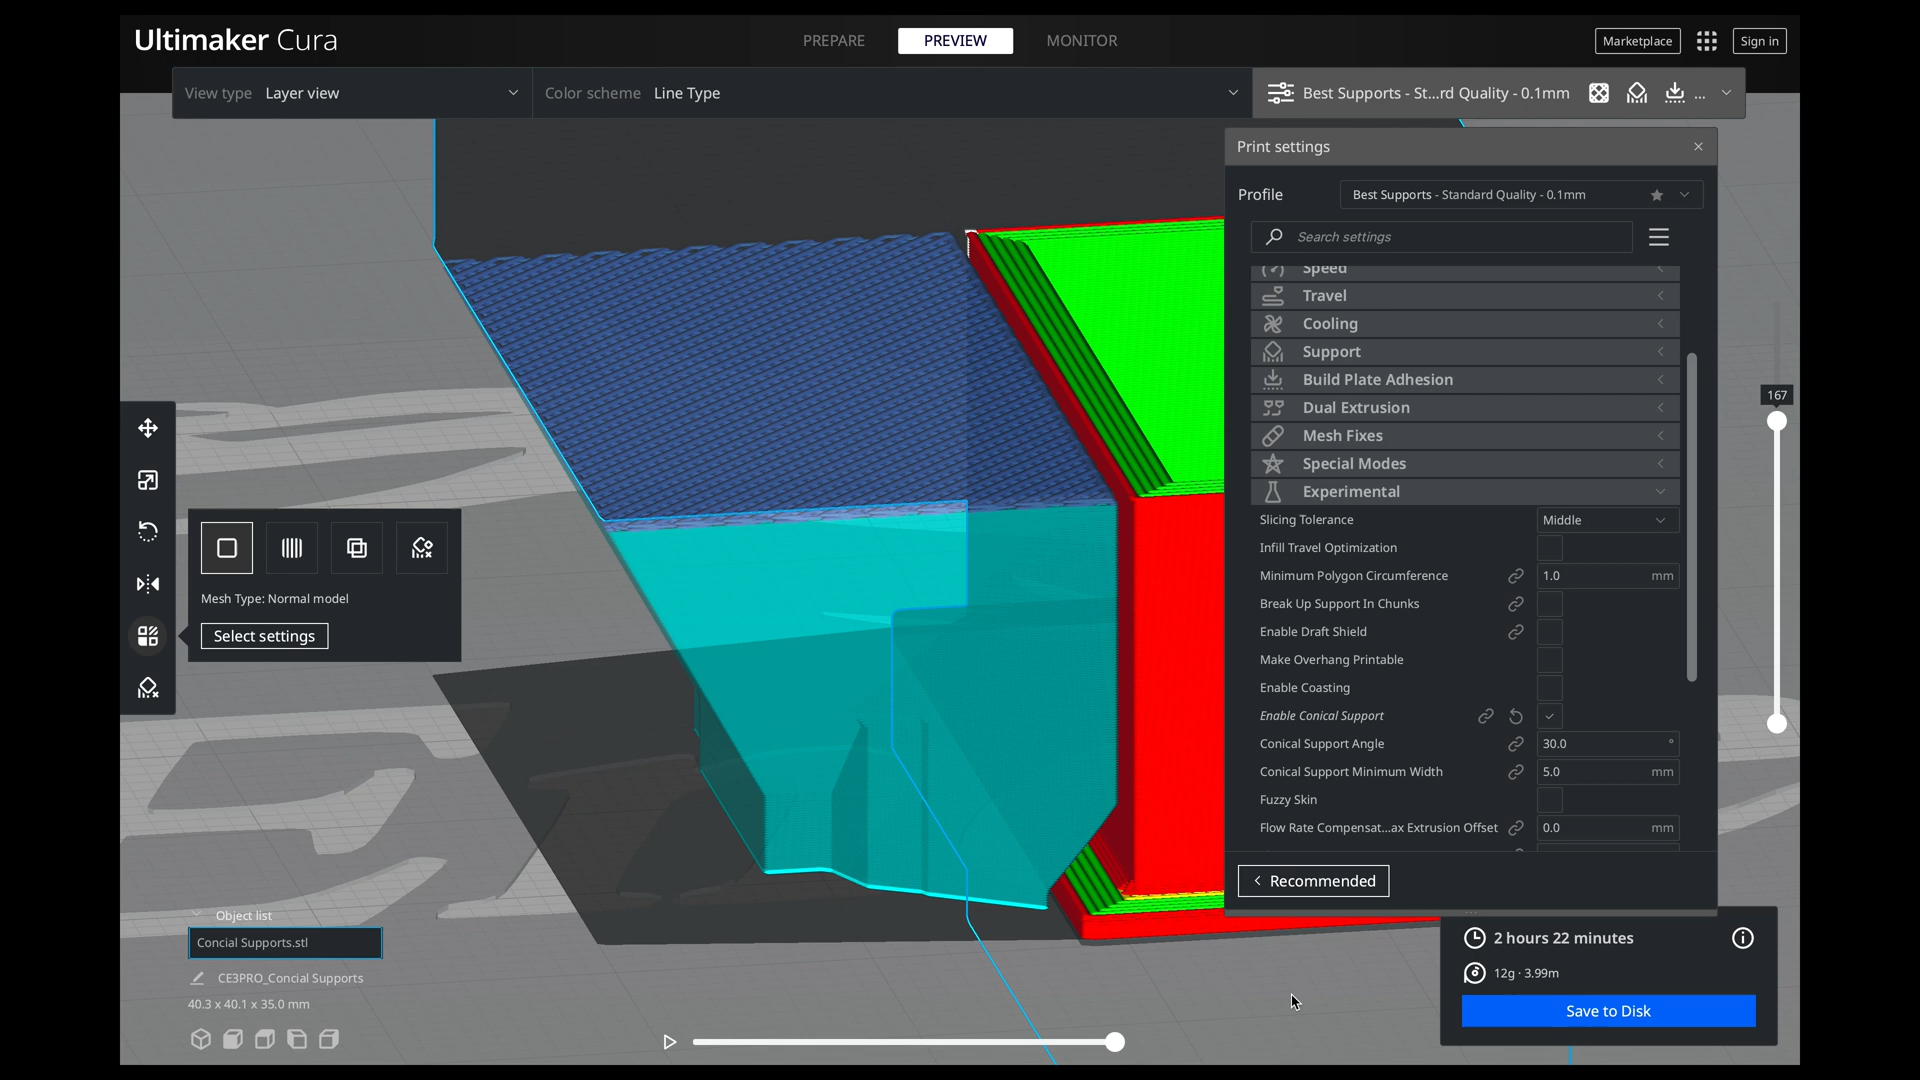 Ultimaker Cura
PREPARE
PREVIEW
MONITOR
Marketplace
Sign in
View type Layer view
Color scheme Line Type
Best Supports - St...rd Quality - 0.1mm
...
Print settings
Profile
Best Supports - Standard Quality - 0.1mm
Search settings
Speed
Travel
Cooling
Support
Build Plate Adhesion
Dual Extrusion
Mesh Fixes
Special Modes
Experimental
Slicing Tolerance Middle
Infill Travel Optimization
Minimum Polygon Circumference 1.0 mm
Break Up Support In Chunks
Enable Draft Shield
Make Overhang Printable
Enable Coasting
Enable Conical Support
Conical Support Angle 30.0 °
Conical Support Minimum Width 5.0 mm
Fuzzy Skin
Flow Rate Compensat...ax Extrusion Offset 0.0 mm
Recommended
167
Mesh Type: Normal model
Select settings
Object list
Concial Supports.stl
CE3PRO_Concial Supports
40.3 x 40.1 x 35.0 mm
2 hours 22 minutes
12g · 3.99m
Save to Disk